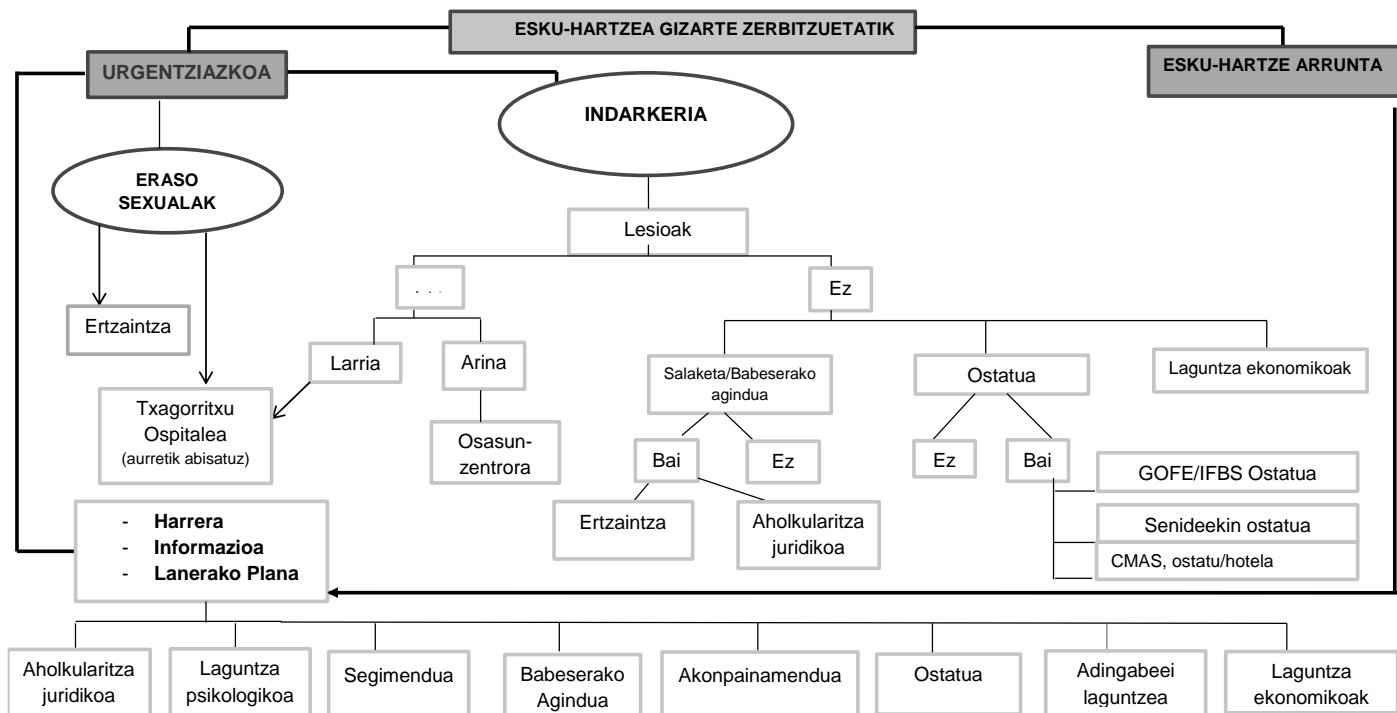 ESKU-HARTZEA GIZARTE ZERBITZUETATIK
URGENTZIAZKOA
ESKU-HARTZE ARRUNTA
INDARKERIA
ERASO
SEXUALAK
Lesioak
. . .
Ez
Ertzaintza
Larria
Arina
Salaketa/Babeserako
agindua
Ostatua
Laguntza ekonomikoak
Txagorritxu
Ospitalea
(aurretik abisatuz)
Osasun-
zentrora
Bai
Ez
Ez
Bai
GOFE/IFBS Ostatua
Senideekin ostatua
CMAS, ostatu/hotela
Ertzaintza
Aholkularitza
juridikoa
- Harrera
- Informazioa
- Lanerako Plana
Aholkularitza
juridikoa
Laguntza
psikologikoa
Segimendua
Babeserako
Agindua
Akonpainamendua
Ostatua
Adingabeei
laguntzea
Laguntza
ekonomikoak